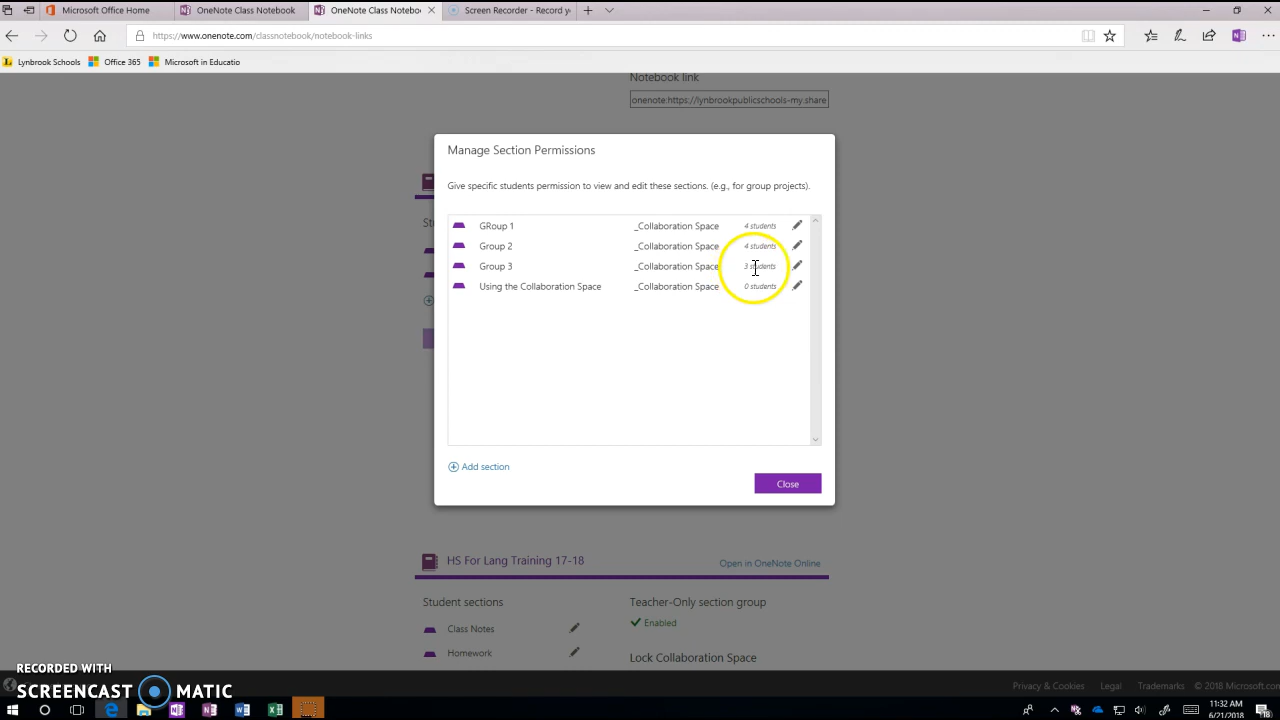 Microsoft Office Home
OneNote Class Notebook
OneNote Class Notebo
Screen Recorder - Record y
https://www.onenote.com/classnotebook/notebook-links
Lynbrook Schools
Office 365
Microsoft in Educatio
Notebook link
onenote:https://lynbrookpublicschools-my.share
Manage Section Permissions
Give specific students permission to view and edit these sections. (e.g., for group projects).
GRoup 1 _Collaboration Space 4 students
Group 2 _Collaboration Space 4 students
Group 3 _Collaboration Space 3 students
Using the Collaboration Space _Collaboration Space 0 students
Add section
Close
HS For Lang Training 17-18
Open in OneNote Online
Student sections
Teacher-Only section group
Class Notes
Enabled
Homework
Lock Collaboration Space
Privacy & Cookies Legal Trademarks © 2018 Microsoft.com
RECORDED WITH
SCREENCAST MATIC
11:32 AM
6/21/2018